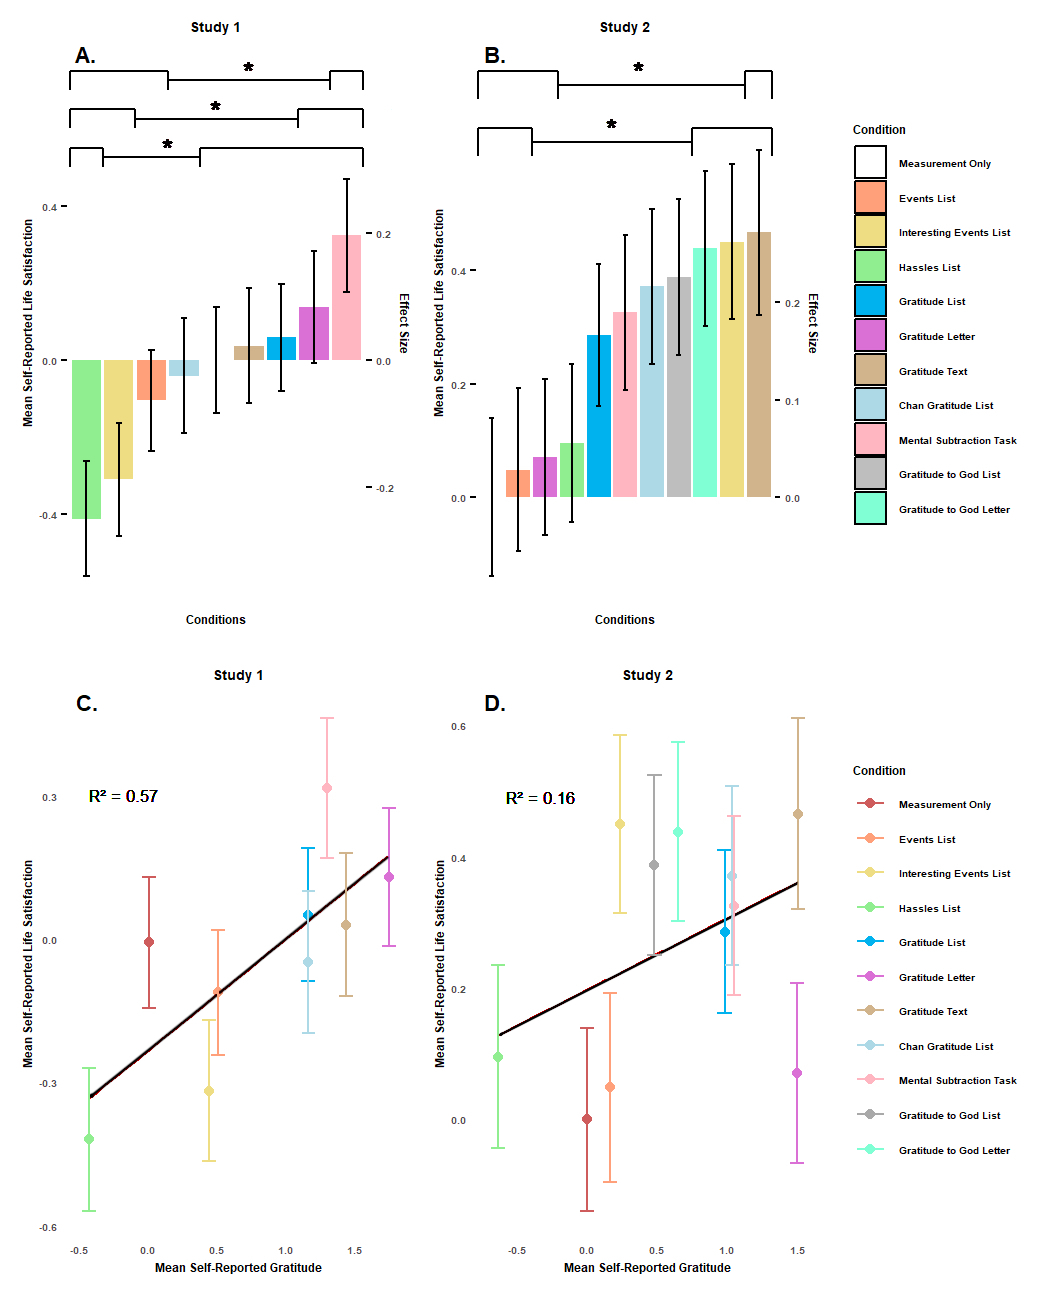 Study 1
A.
*
*
*
Mean Self-Reported Life Satisfaction
0.4
0.0
-0.4
0.2
0.0
-0.2
Effect Size
Conditions
Study 2
B.
*
*
Mean Self-Reported Life Satisfaction
0.4
0.2
0.0
0.2
0.1
0.0
Effect Size
Conditions
Condition
Measurement Only
Events List
Interesting Events List
Hassles List
Gratitude List
Gratitude Letter
Gratitude Text
Chan Gratitude List
Mental Subtraction Task
Gratitude to God List
Gratitude to God Letter
Study 1
C.
R² = 0.57
Mean Self-Reported Life Satisfaction
0.3
0.0
-0.3
-0.6
-0.5 0.0 0.5 1.0 1.5
Mean Self-Reported Gratitude
Study 2
D.
R² = 0.16
Mean Self-Reported Life Satisfaction
0.6
0.4
0.2
0.0
-0.5 0.0 0.5 1.0 1.5
Mean Self-Reported Gratitude
Condition
Measurement Only
Events List
Interesting Events List
Hassles List
Gratitude List
Gratitude Letter
Gratitude Text
Chan Gratitude List
Mental Subtraction Task
Gratitude to God List
Gratitude to God Letter